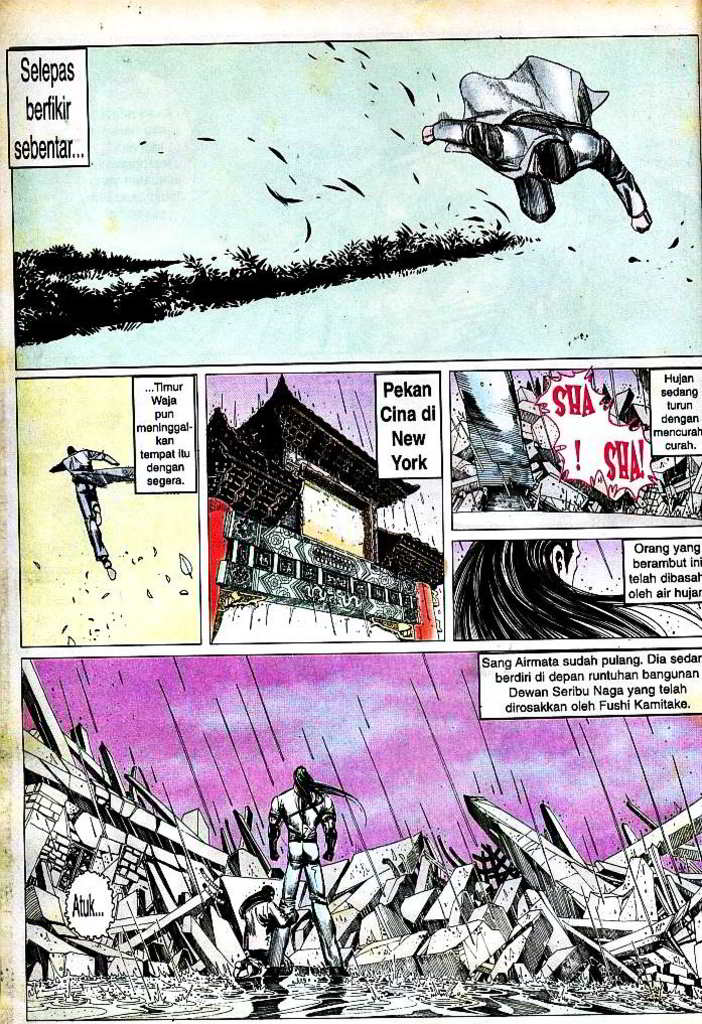 Selepas
berfikir
sebentar...
...Timur
Waja
pun
meninggal-
kan
tempat itu
dengan
segera.
Pekan
Cina di
New
York
SHA
! SHA!
Hujan
sedang
turun
dengan
mencurah
curah.
Orang yang
berambut ini
telah dibasah
oleh air hujan
Sang Airmata sudah pulang. Dia sedan
berdiri di depan runtuhan bangunan
Dewan Seribu Naga yang telah
dirosakkan oleh Fushi Kamitake.
Atuk...